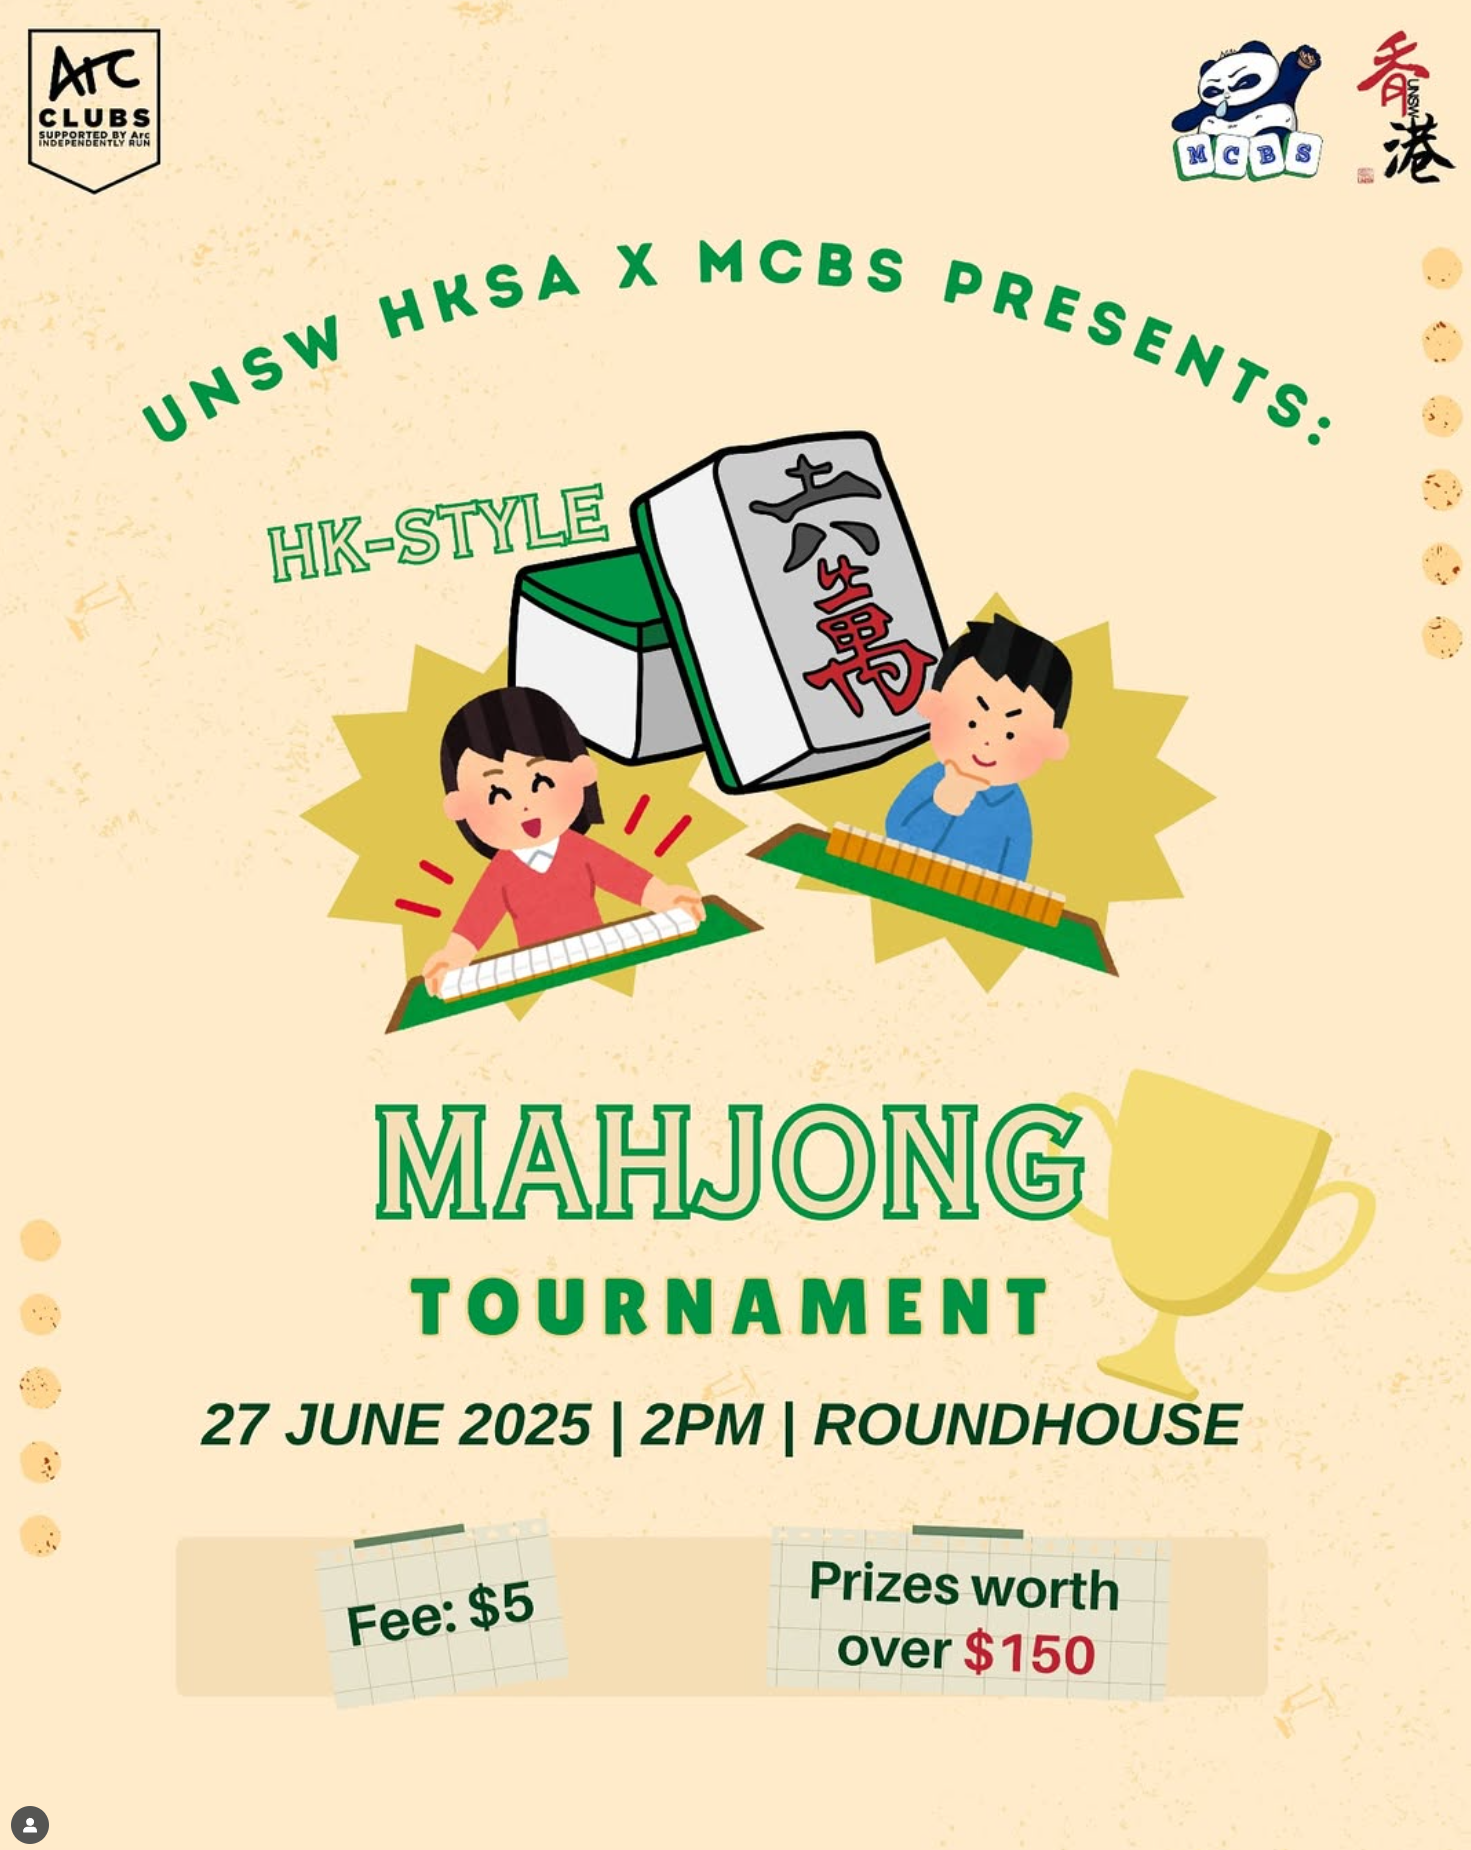 Arc
CLUBS
SUPPORTED BY Arc
INDEPENDENTLY RUN
MCBS
香港
UNSW
UNSW HKSA X MCBS PRESENTS:
HK-STYLE
六
萬
MAHJONG
TOURNAMENT
27 JUNE 2025 | 2PM | ROUNDHOUSE
Fee: $5
Prizes worth
over $150